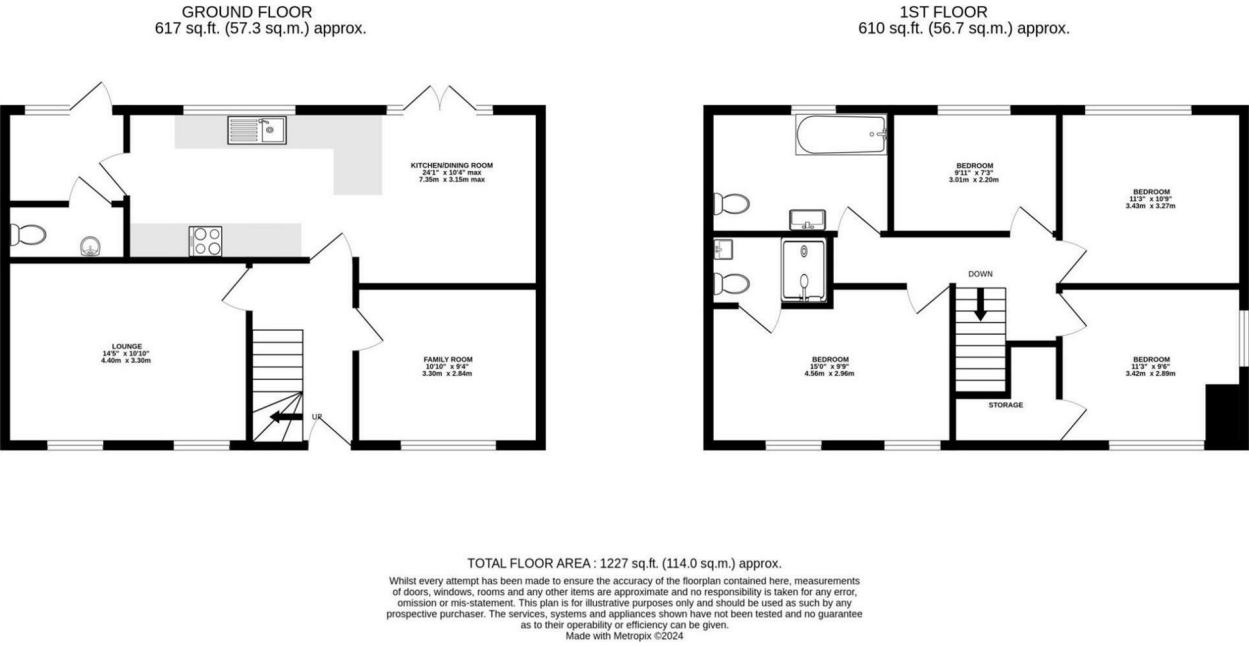 GROUND FLOOR
617 sq.ft. (57.3 sq.m.) approx.
KITCHEN/DINING ROOM
24'1" x 10'4" max
7.35m x 3.15m max
LOUNGE
14'5" x 10'10"
4.40m x 3.30m
FAMILY ROOM
10'10" x 9'4"
3.30m x 2.84m
UP
1ST FLOOR
610 sq.ft. (56.7 sq.m.) approx.
BEDROOM
9'11" x 7'3"
3.01m x 2.20m
BEDROOM
11'3" x 10'9"
3.43m x 3.27m
DOWN
BEDROOM
15'0" x 9'9"
4.56m x 2.96m
BEDROOM
11'3" x 9'6"
3.42m x 2.89m
STORAGE
TOTAL FLOOR AREA : 1227 sq.ft. (114.0 sq.m.) approx.
Whilst every attempt has been made to ensure the accuracy of the floorplan contained here, measurements
of doors, windows, rooms and any other items are approximate and no responsibility is taken for any error,
omission or mis-statement. This plan is for illustrative purposes only and should be used as such by any
prospective purchaser. The services, systems and appliances shown have not been tested and no guarantee
as to their operability or efficiency can be given.
Made with Metropix ©2024